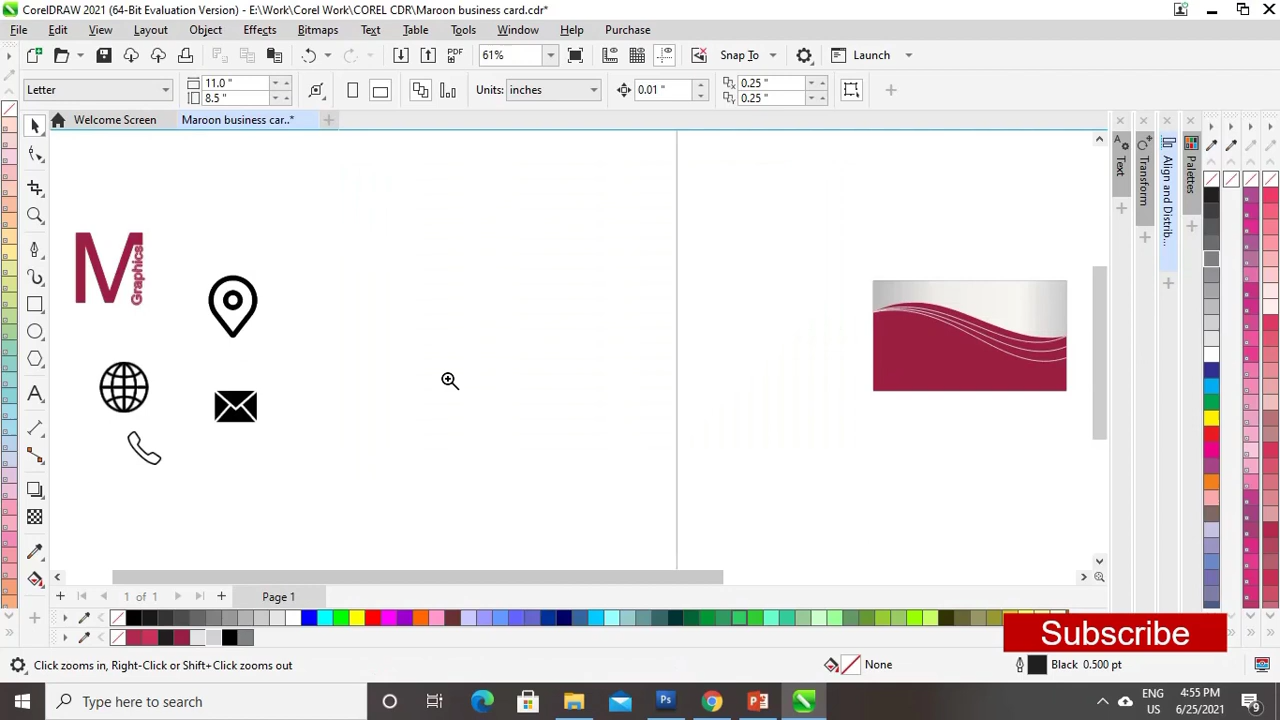 CorelDRAW 2021 (64-Bit Evaluation Version) - E:\Work\Corel Work\COREL CDR\Maroon business card.cdr*
File Edit View Layout Object Effects Bitmaps Text Table Tools Window Help Purchase
PDF 61% Snap To Launch
Letter 11.0 " 8.5 " Units: inches 0.01 " 0.25 " 0.25 "
Welcome Screen Maroon business car..*
Text
Transform
Align and Distrib...
Palettes
M
Graphics
1 of 1 Page 1
Subscribe
Click zooms in, Right-Click or Shift+Click zooms out None Black 0.500 pt
Type here to search Ps ENG US 4:55 PM 6/25/2021 9